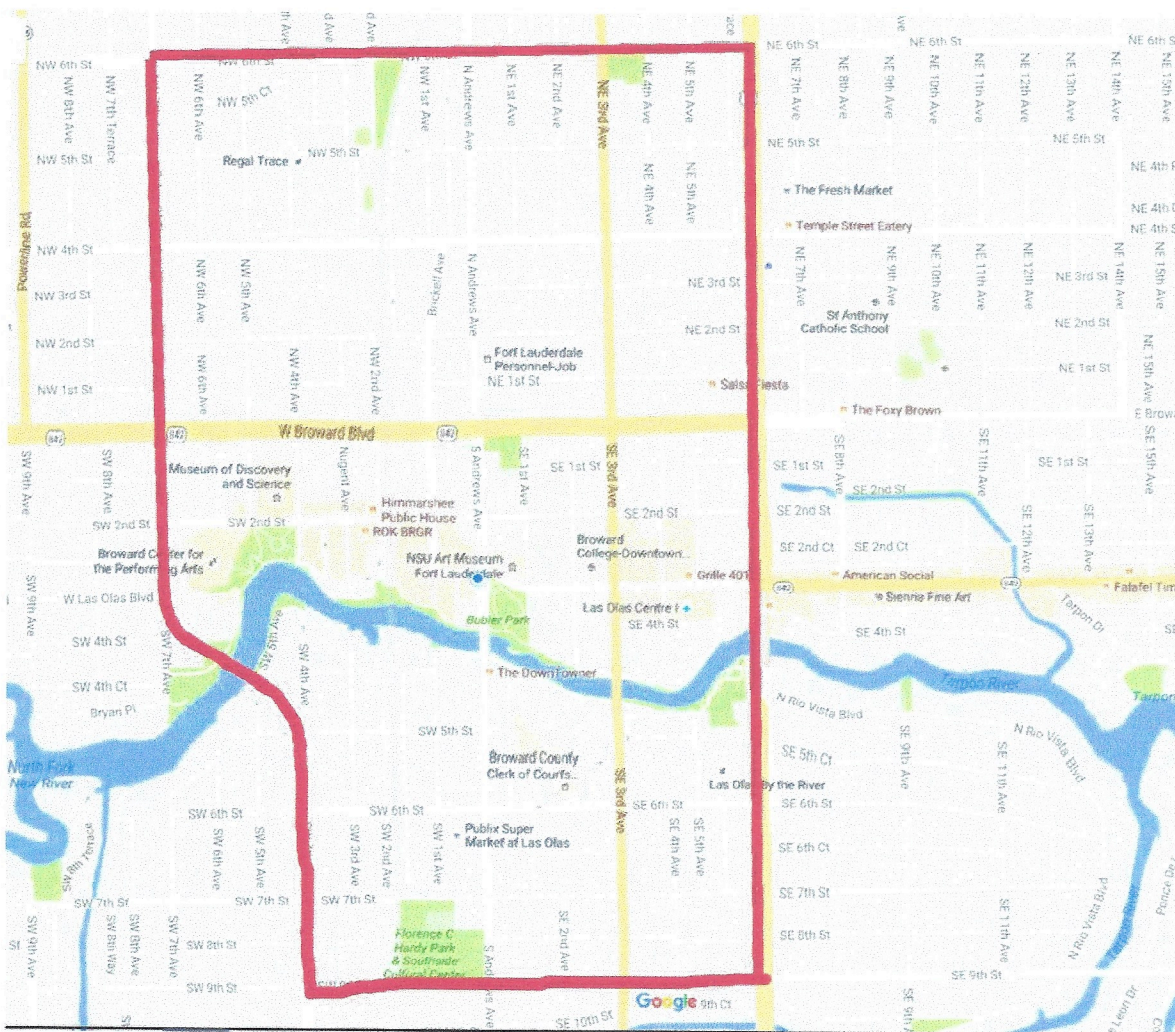 NE 6th St
NE 6th St
NE 6th S
NW 6th St
NW 6th St
NW 8th Ave
NW 7th Terrace
NW 6th Ave
NW 5th Ct
NW 1st Ave
N Andrews Ave
NE 1st Ave
NE 2nd Ave
NE 3rd Ave
NE 4th Ave
NE 5th Ave
NE 7th Ave
NE 8th Ave
NE 9th Ave
NE 10th Ave
NE 11th Ave
NE 12th Ave
NE 13th Ave
NE 14th Ave
NE 15th Ave
NW 5th St
Regal Trace
NW 5th St
NE 5th St
NE 5th St
NE 4th Ave
NE 5th Ave
The Fresh Market
Temple Street Eatery
Powerline Rd
NW 4th St
NW 3rd St
NW 2nd St
NW 1st St
NW 6th Ave
NW 5th Ave
Brickell Ave
N Andrews Ave
NE 3rd St
NE 2nd St
NE 7th Ave
NE 9th Ave
NE 10th Ave
NE 11th Ave
NE 12th Ave
NE 3rd St
NE 14th Ave
NE 15th Ave
St Anthony
Catholic School
NE 2nd St
NE 1st St
NE 15th Ave
NW 6th Ave
NW 4th Ave
NW 2nd Ave
Fort Lauderdale
Personnel-Job
NE 1st St
Salsa Fiesta
The Foxy Brown
E Brow
842
842
W Broward Blvd
842
SW 9th Ave
SW 8th Ave
Museum of Discovery
and Science
Nugent Ave
S Andrews Ave
SE 1st Ave
SE 1st St
SE 3rd Ave
SE 1st St
SE 8th Ave
SE 11th Ave
SE 1st St
SE 15th Ave
SW 2nd St
SW 2nd St
Himmarshee
Public House
ROK BRGR
SE 2nd St
SE 2nd St
SE 2nd St
SE 12th Ave
SE 13th Ave
Broward Center for
the Performing Arts
NSU Art Museum
Fort Lauderdale
Broward
College-Downtown...
SE 2nd Ct
SE 2nd Ct
Grille 401
842
American Social
842
Falafel Tim
Sienna Fine Art
SW 9th Ave
W Las Olas Blvd
Las Olas Centre I
Bubier Park
SE 4th St
SE 4th St
Tarpon Dr
SW 4th St
SW 7th Ave
SW 5th Ave
SW 4th Ave
SW 4th Ct
Bryan Pl
The DownTowner
Tarpon River
Tarpon
N Rio Vista Blvd
N Rio Vista Blvd
SW 5th St
SE 5th Ct
SE 9th Ave
SE 11th Ave
North Fork
New River
Broward County
Clerk of Courts...
SE 3rd Ave
Las Olas By the River
SW 6th St
SW 6th St
SE 6th St
SE 6th St
SW 8th Terrace
SW 6th Ave
SW 5th Ave
SW 3rd Ave
SW 2nd Ave
SW 1st Ave
Publix Super
Market at Las Olas
SE 4th Ave
SE 5th Ave
SE 6th Ct
SW 7th St
SW 7th St
SW 7th St
SE 7th St
SW 9th Ave
SW 8th Way
SW 8th Ave
SW 7th Ave
SW 8th St
Florence C
Hardy Park
& Southside
Cultural Center
SE 2nd Ave
SE 8th St
SE 11th Ave
N Rio Vista Blvd
Tarpon River
SW 9th St
SE 9th St
Google
9th Ct
SE 10th St
SE 9th